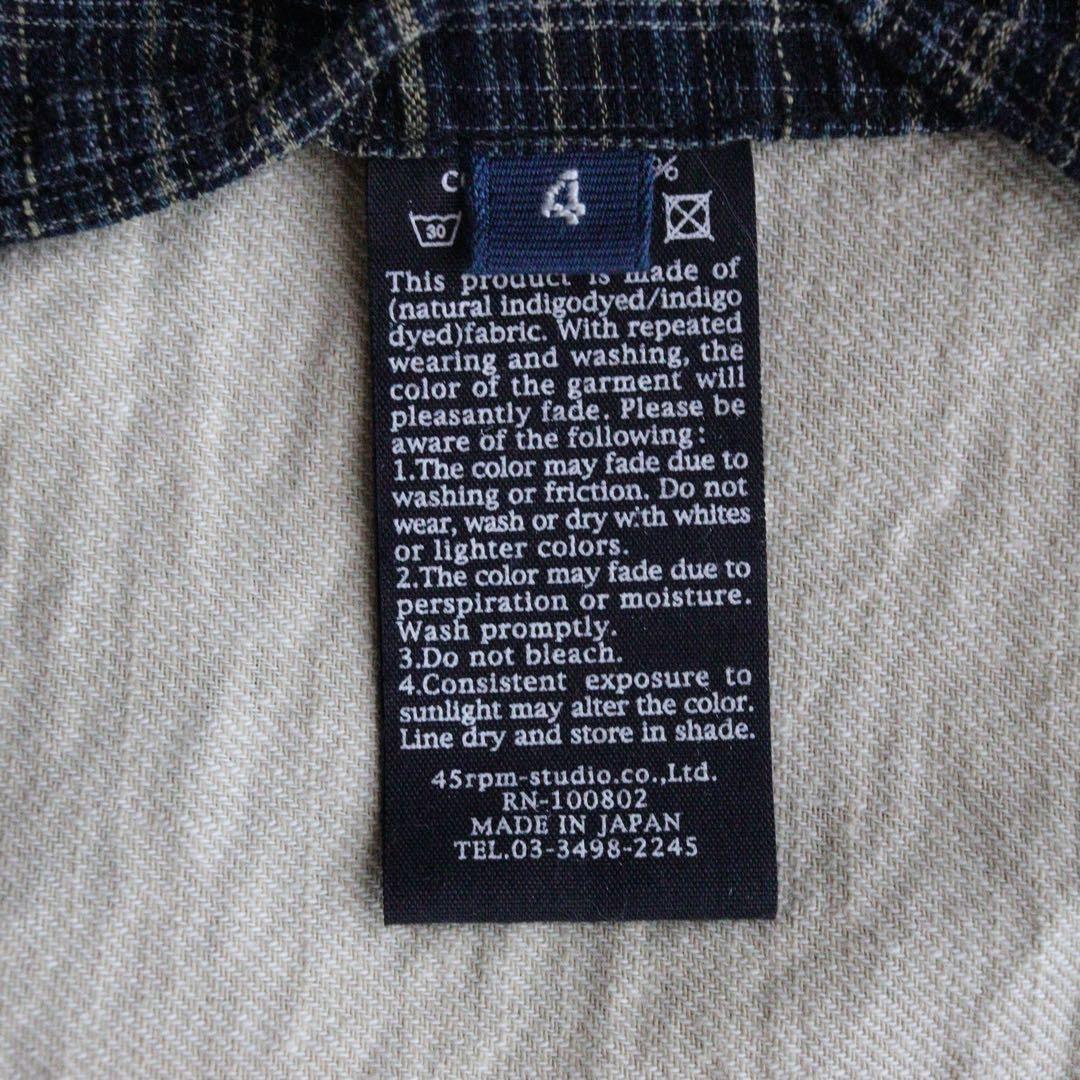 4
%
30
This product is made of
(natural indigodyed/indigo
dyed)fabric. With repeated
wearing and washing, the
color of the garment will
pleasantly fade. Please be
aware of the following:
1.The color may fade due to
washing or friction. Do not
wear, wash or dry with whites
or lighter colors.
2.The color may fade due to
perspiration or moisture.
Wash promptly.
3.Do not bleach.
4.Consistent exposure to
sunlight may alter the color.
Line dry and store in shade.
45rpm-studio.co.,Ltd.
RN-100802
MADE IN JAPAN
TEL.03-3498-2245